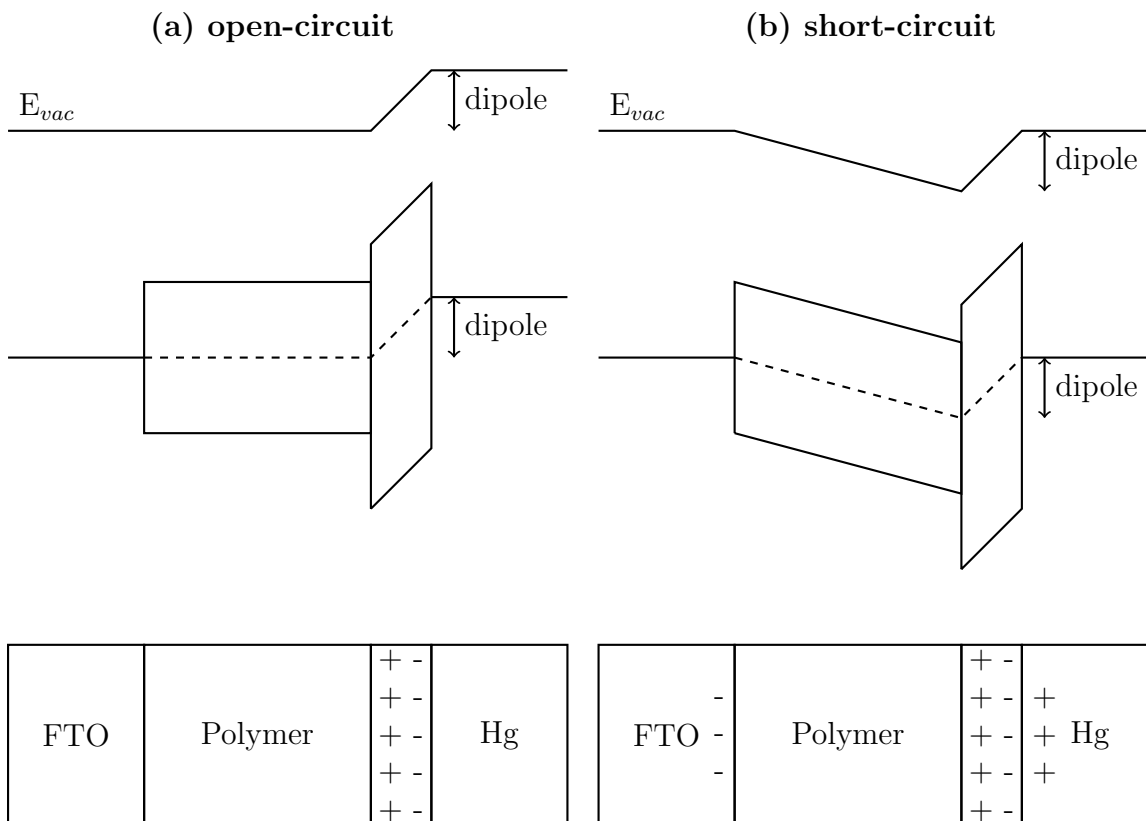 (a) open-circuit
(b) short-circuit
E_vac
dipole
E_vac
dipole
dipole
dipole
+ -
+ -
+ -
+ -
+ -
FTO
Polymer
Hg
-
-
-
+ -
+ -
+ -
+ -
+ -
+
+
+
FTO
Polymer
Hg